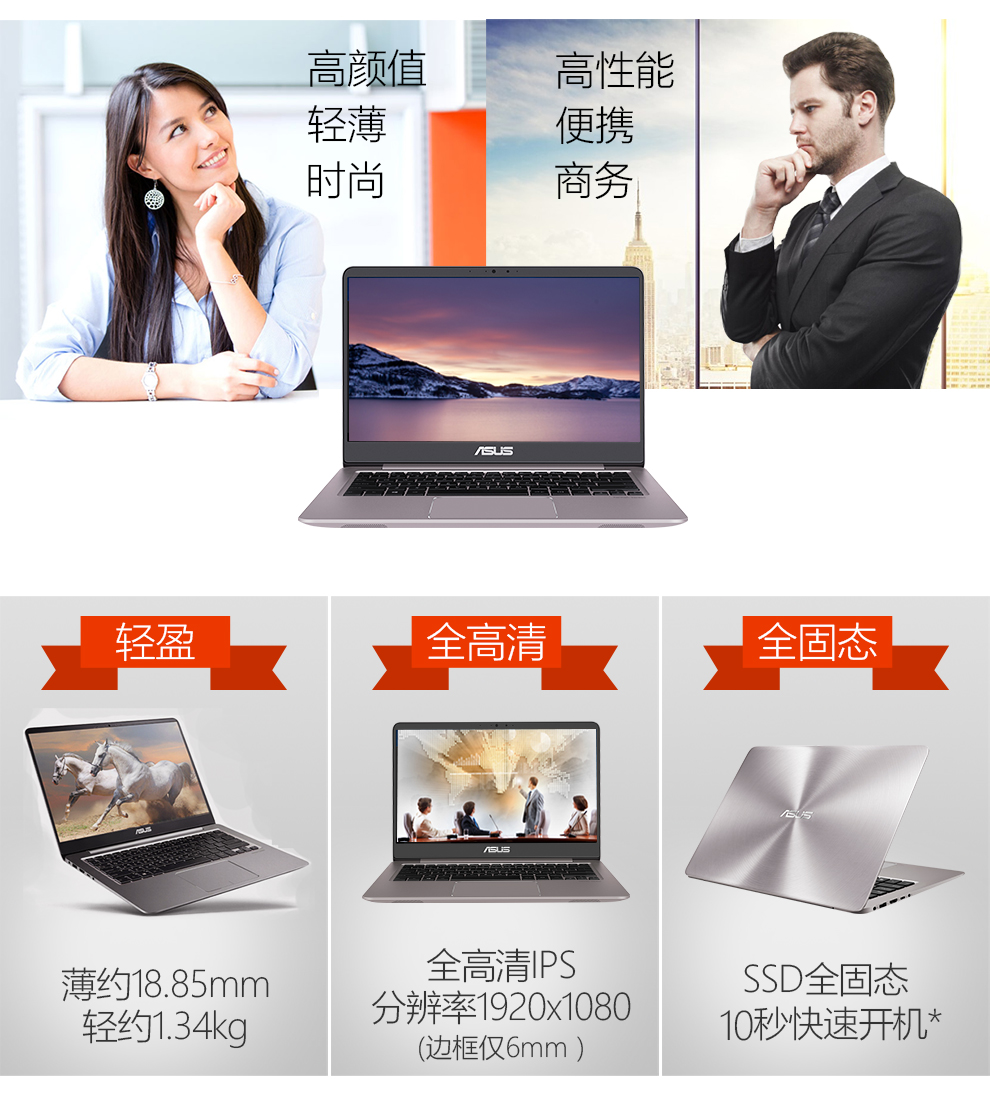 高颜值
轻薄
时尚
高性能
便携
商务
ASUS
轻盈
全高清
全固态
ASUS
ASUS
ASUS
薄约18.85mm
轻约1.34kg
全高清IPS
分辨率1920x1080
(边框仅6mm )
SSD全固态
10秒快速开机*